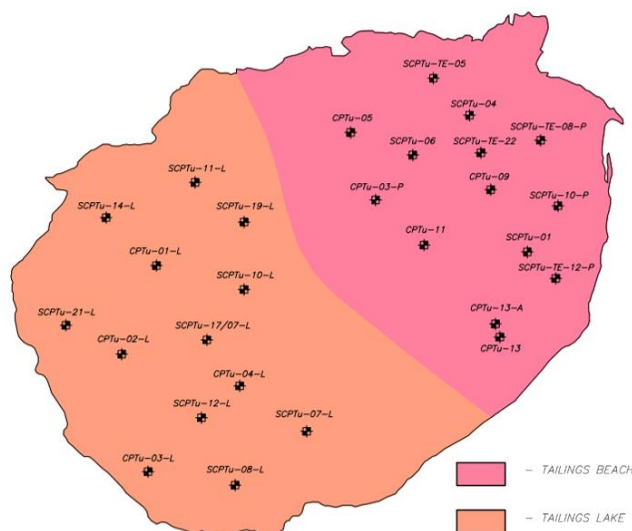 SCPTu-TE-05
SCPTu-04
CPTu-05
SCPTu-TE-08-P
SCPTu-06
SCPTu-TE-22
SCPTu-11-L
CPTu-09
CPTu-03-P
SCPTu-10-P
SCPTu-14-L
SCPTu-19-L
CPTu-11
SCPTu-01
CPTu-01-L
SCPTu-TE-12-P
SCPTu-10-L
CPTu-13-A
SCPTu-21-L
SCPTu-17/07-L
CPTu-02-L
CPTu-13
CPTu-04-L
SCPTu-12-L
SCPTu-07-L
CPTu-03-L
SCPTu-08-L
- TAILINGS BEACH
- TAILINGS LAKE